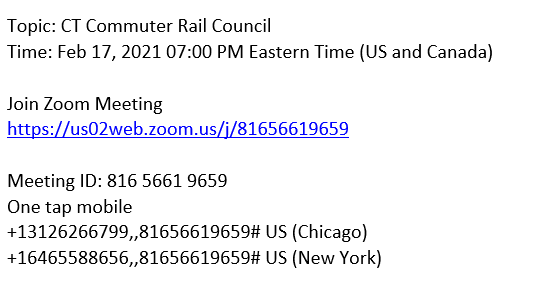 Topic: CT Commuter Rail Council
Time: Feb 17, 2021 07:00 PM Eastern Time (US and Canada)
Join Zoom Meeting
https://us02web.zoom.us/j/81656619659
Meeting ID: 816 5661 9659
One tap mobile
+13126266799,,81656619659# US (Chicago)
+16465588656,,81656619659# US (New York)